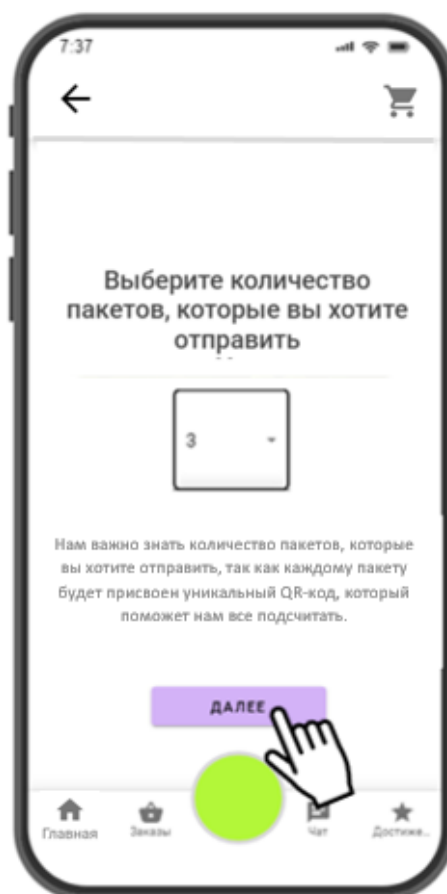 7:37
Выберите количество
пакетов, которые вы хотите
отправить
3
Нам важно знать количество пакетов, которые
вы хотите отправить, так как каждому пакету
будет присвоен уникальный QR-код, который
поможет нам все подсчитать.
ДАЛЕЕ
Главная Заказы Чат Достиже...